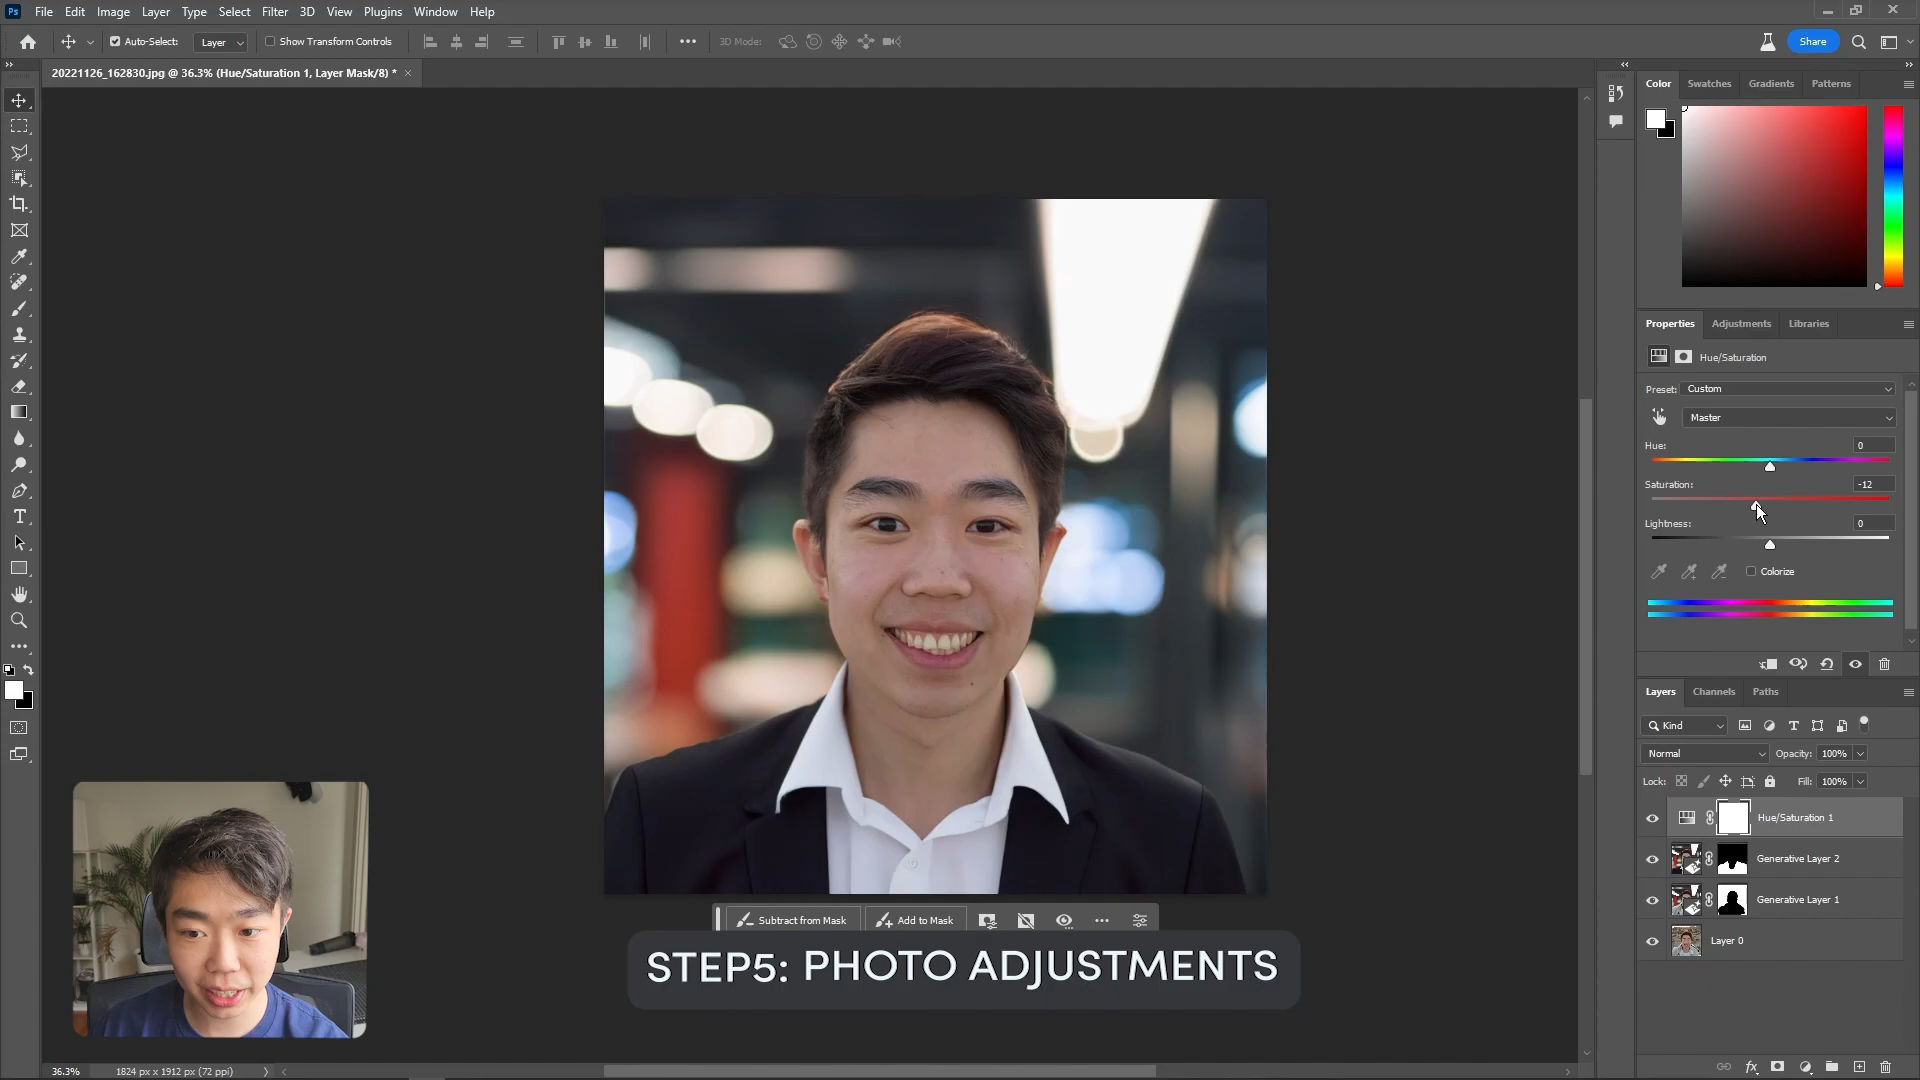 Ps File Edit Image Layer Type Select Filter 3D View Plugins Window Help
Auto-Select: Layer Show Transform Controls 3D Mode: Share
20221126_162830.jpg @ 36.3% (Hue/Saturation 1, Layer Mask/8) *
Color Swatches Gradients Patterns
Properties Adjustments Libraries
Hue/Saturation
Preset: Custom
Master
Hue: 0
Saturation: -12
Lightness: 0
Colorize
Layers Channels Paths
Kind
Normal Opacity: 100%
Lock: Fill: 100%
Hue/Saturation 1
Generative Layer 2
Generative Layer 1
Layer 0
Subtract from Mask Add to Mask
STEP5: PHOTO ADJUSTMENTS
36.3% 1824 px x 1912 px (72 ppi)
fx